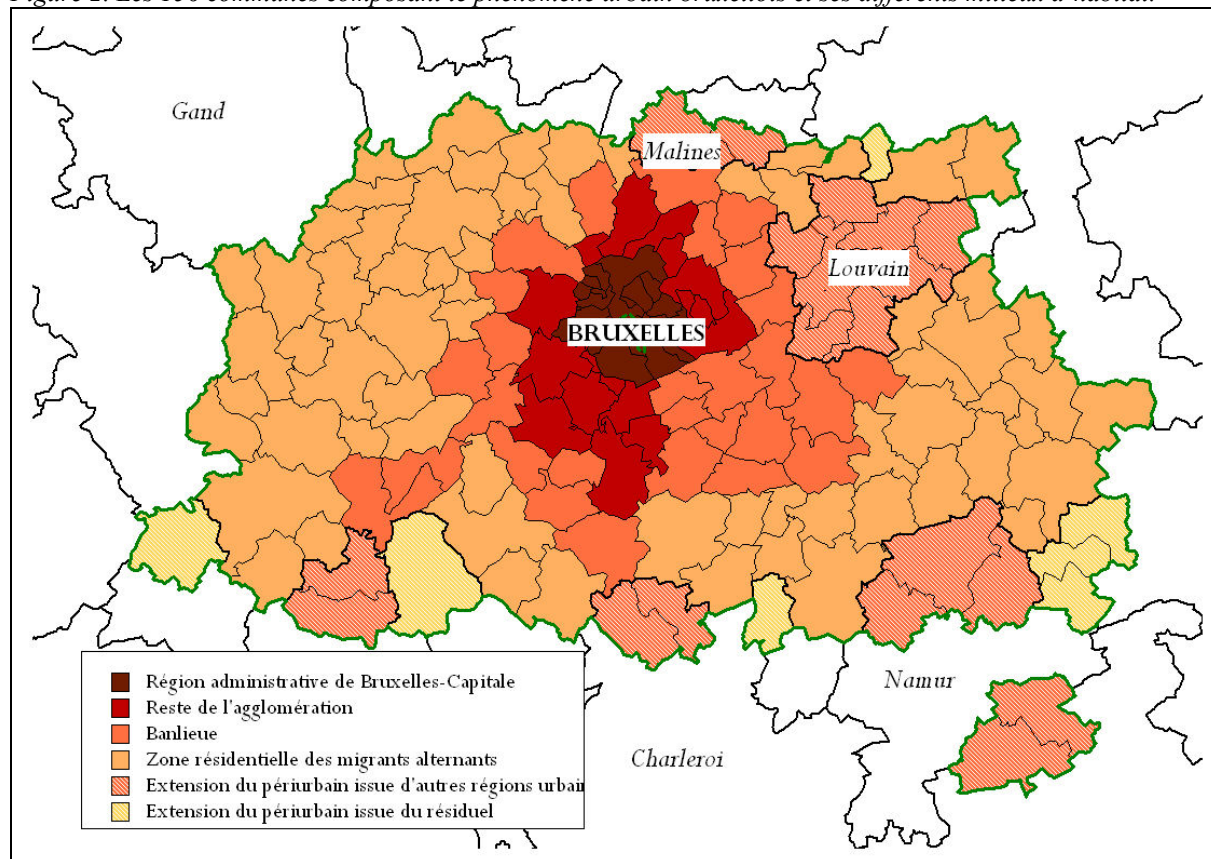 Gand
Malines
Louvain
BRUXELLES
Namur
Charleroi
Région administrative de Bruxelles-Capitale
Reste de l'agglomération
Banlieue
Zone résidentielle des migrants alternants
Extension du périurbain issue d'autres régions urbain
Extension du périurbain issue du résiduel